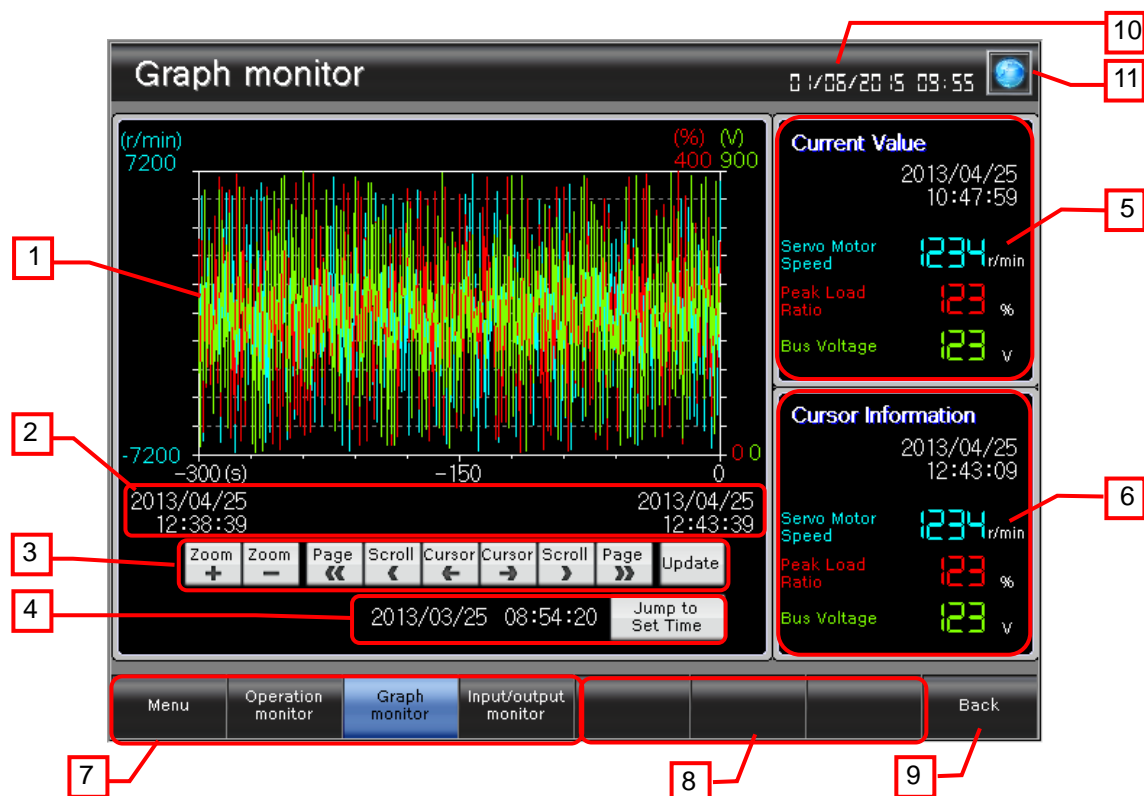 10
Graph monitor
01/06/2015 09:55
11
(r/min)
7200
(%) (V)
400 900
-7200
0 0
-300 (s)
-150
0
1
2
2013/04/25
12:38:39
2013/04/25
12:43:39
3
Zoom +
Zoom −
Page «
Scroll ‹
Cursor ←
Cursor →
Scroll ›
Page »
Update
4
2013/03/25 08:54:20
Jump to
Set Time
Current Value
2013/04/25
10:47:59
5
Servo Motor
Speed
1234 r/min
Peak Load
Ratio
123 %
Bus Voltage
123 V
Cursor Information
2013/04/25
12:43:09
6
Servo Motor
Speed
1234 r/min
Peak Load
Ratio
123 %
Bus Voltage
123 V
Menu
Operation
monitor
Graph
monitor
Input/output
monitor
Back
7
8
9